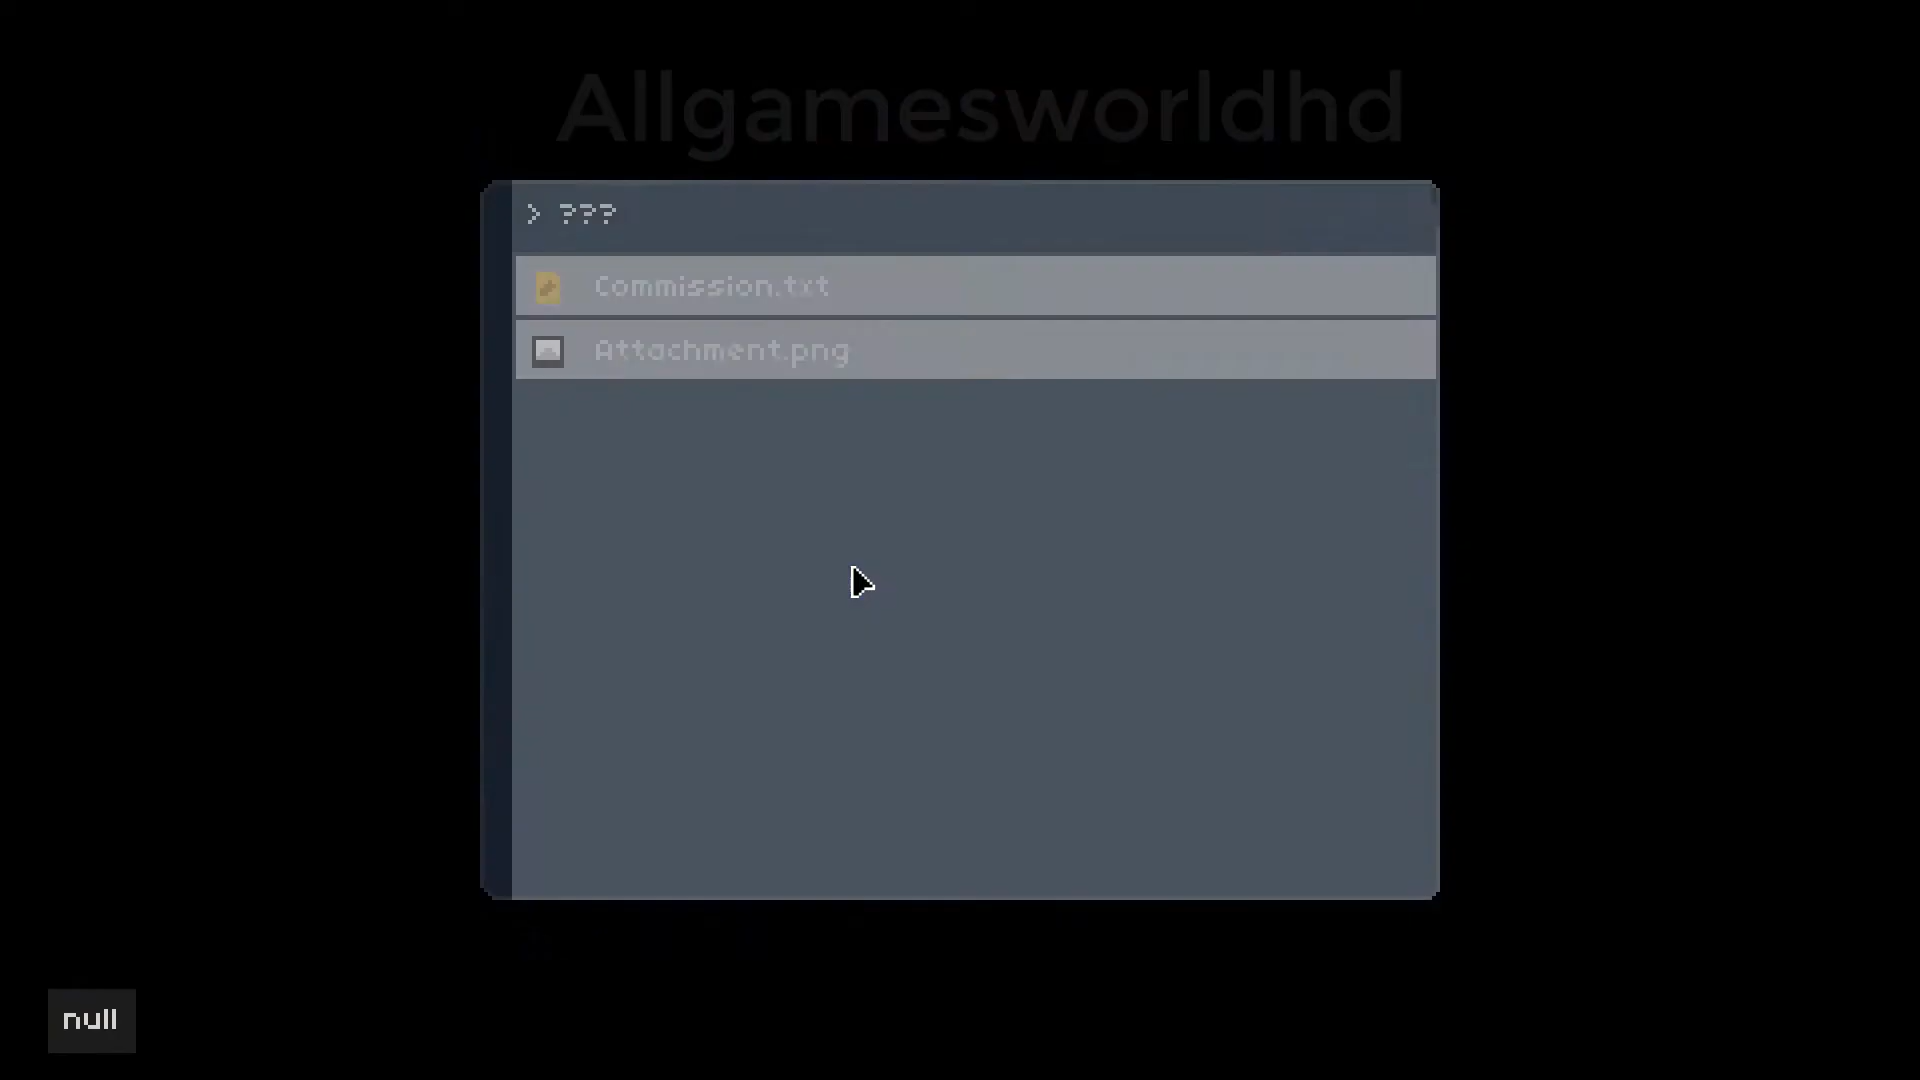 Allgamesworldhd
> ???
Commission.txt
Attachment.png
null